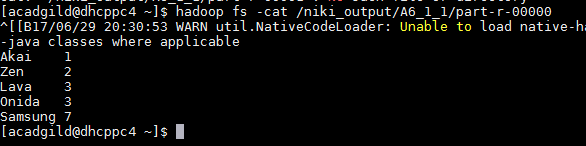 [acadgild@dhcppc4 ~]$ hadoop fs -cat /niki_output/A6_1_1/part-r-00000
^[[B17/06/29 20:30:53 WARN util.NativeCodeLoader: Unable to load native-ha
-java classes where applicable
Akai 1
Zen 2
Lava 3
Onida 3
Samsung 7
[acadgild@dhcppc4 ~]$